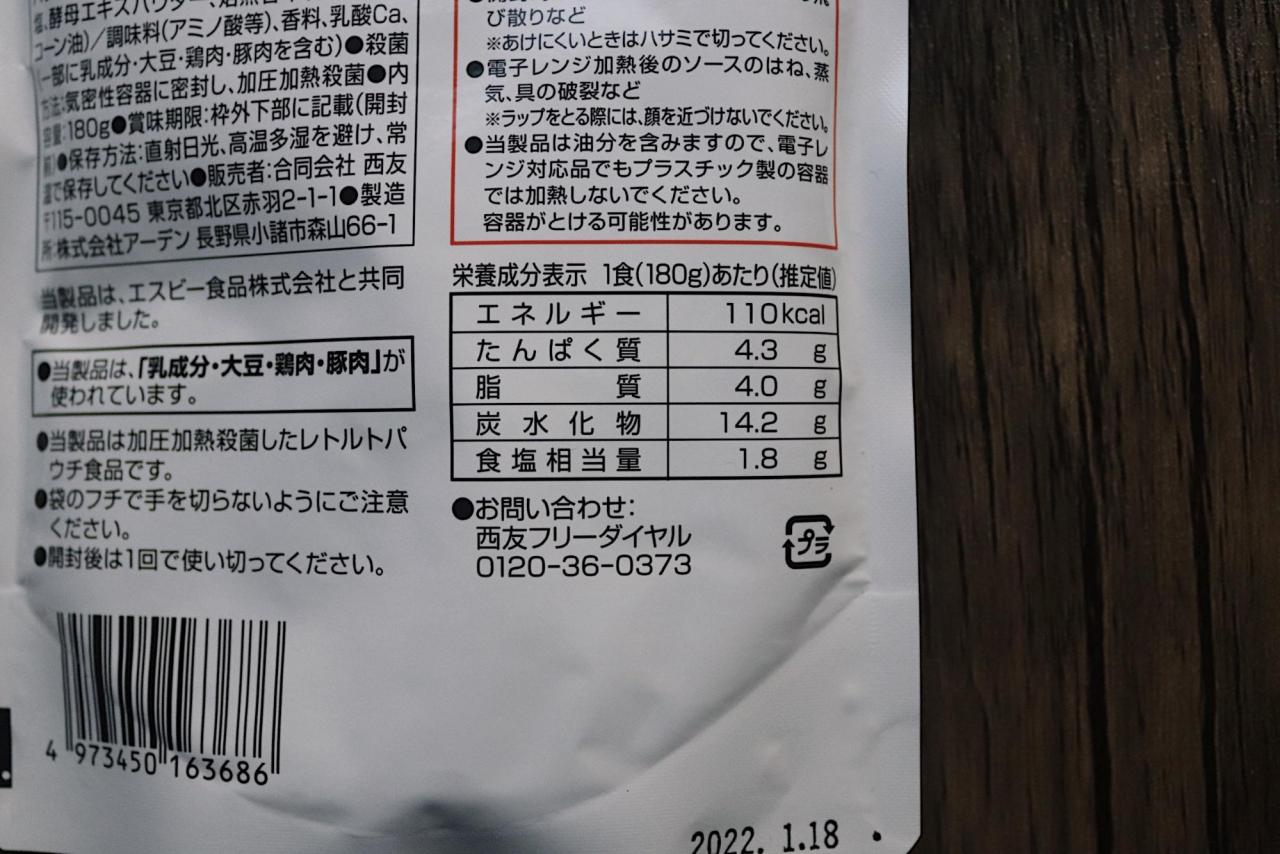 酵母エキスパウダー、
コーン油)/調味料(アミノ酸等)、香料、乳酸Ca、
(一部に乳成分・大豆・鶏肉・豚肉を含む)●殺菌
方法:気密性容器に密封し、加圧加熱殺菌●内
容量:180g●賞味期限:枠外下部に記載(開封
前)●保存方法:直射日光、高温多湿を避け、常
温で保存してください●販売者:合同会社 西友
〒115-0045 東京都北区赤羽2-1-1●製造
所:株式会社アーデン 長野県小諸市森山66-1
当製品は、エスビー食品株式会社と共同
開発しました。
●当製品は、「乳成分・大豆・鶏肉・豚肉」が
使われています。
●当製品は加圧加熱殺菌したレトルトパ
ウチ食品です。
●袋のフチで手を切らないようにご注意
ください。
●開封後は1回で使い切ってください。
4 973450 163686
び散りなど
※あけにくいときはハサミで切ってください。
●電子レンジ加熱後のソースのはね、蒸
気、具の破裂など
※ラップをとる際には、顔を近づけないでください。
●当製品は油分を含みますので、電子レ
ンジ対応品でもプラスチック製の容器
では加熱しないでください。
容器がとける可能性があります。
栄養成分表示 1食(180g)あたり(推定値)
エネルギー 110kcal
たんぱく質 4.3 g
脂質 4.0 g
炭水化物 14.2 g
食塩相当量 1.8 g
●お問い合わせ:
西友フリーダイヤル
0120-36-0373
プラ
2022. 1.18